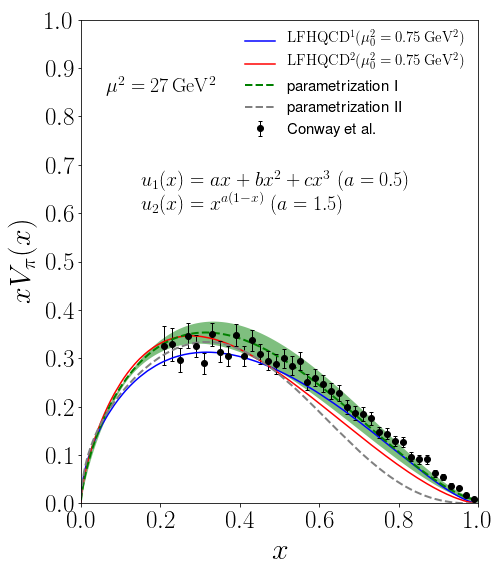 1.0
0.9
0.8
0.7
0.6
0.5
0.4
0.3
0.2
0.1
0.0
0.0 0.2 0.4 0.6 0.8 1.0
x
xVπ(x)
μ² = 27 GeV²
LFHQCD¹(μ₀² = 0.75 GeV²)
LFHQCD²(μ₀² = 0.75 GeV²)
parametrization I
parametrization II
Conway et al.
u₁(x) = ax + bx² + cx³ (a = 0.5)
u₂(x) = x^{a(1−x)} (a = 1.5)